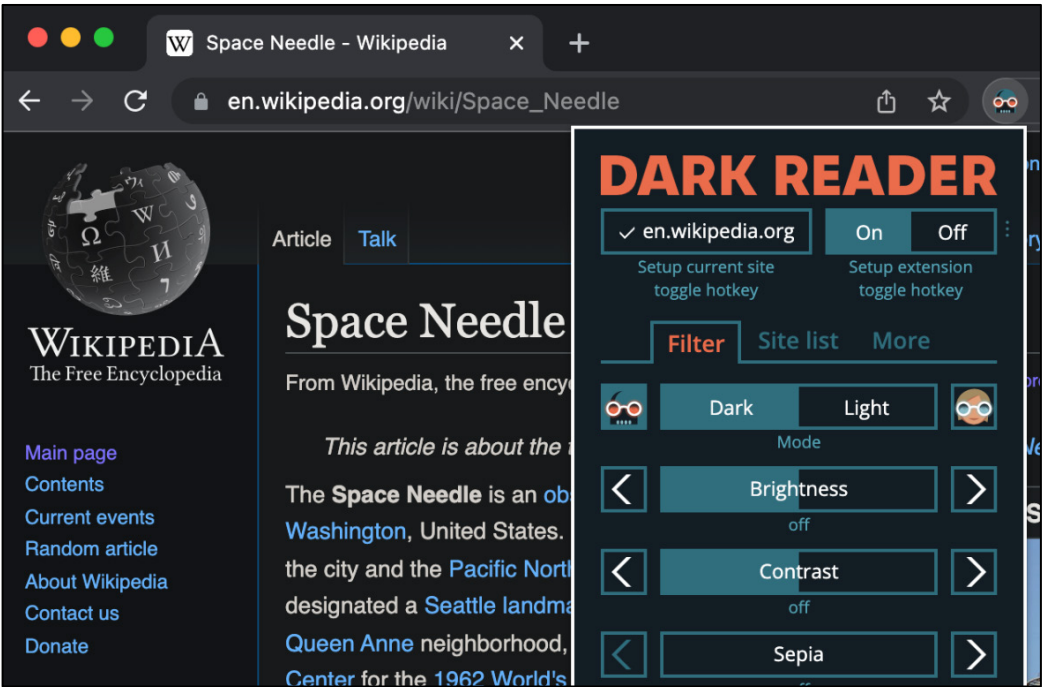 Space Needle - Wikipedia
en.wikipedia.org/wiki/Space_Needle
DARK READER
en.wikipedia.org
On
Off
Setup current site
toggle hotkey
Setup extension
toggle hotkey
Filter
Site list
More
Dark
Light
Mode
Brightness
off
Contrast
off
Sepia
W
Ω
W
И
維
7
WIKIPEDIA
The Free Encyclopedia
Main page
Contents
Current events
Random article
About Wikipedia
Contact us
Donate
Article Talk
Space Needle
From Wikipedia, the free ency
This article is about the
The Space Needle is an ob
Washington, United States.
the city and the Pacific Nort
designated a Seattle landma
Queen Anne neighborhood,
Center for the 1962 World's